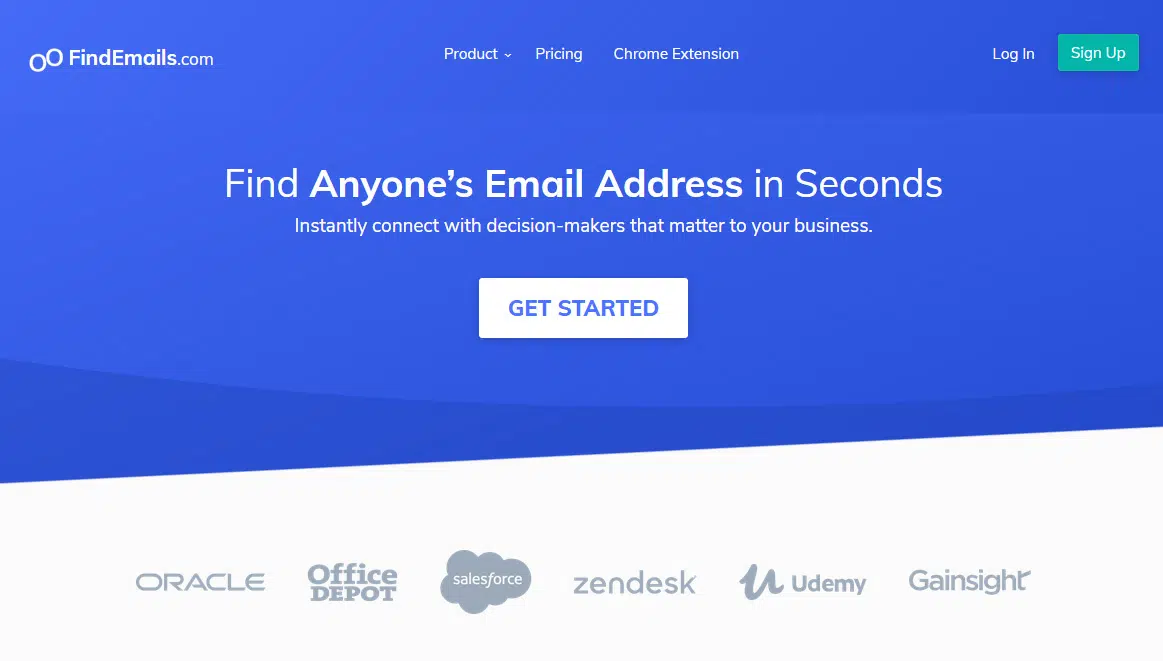 FindEmails.com
Product
Pricing
Chrome Extension
Log In
Sign Up
Find Anyone's Email Address in Seconds
Instantly connect with decision-makers that matter to your business.
GET STARTED
ORACLE
Office
DEPOT
salesforce
zendesk
Udemy
Gainsight